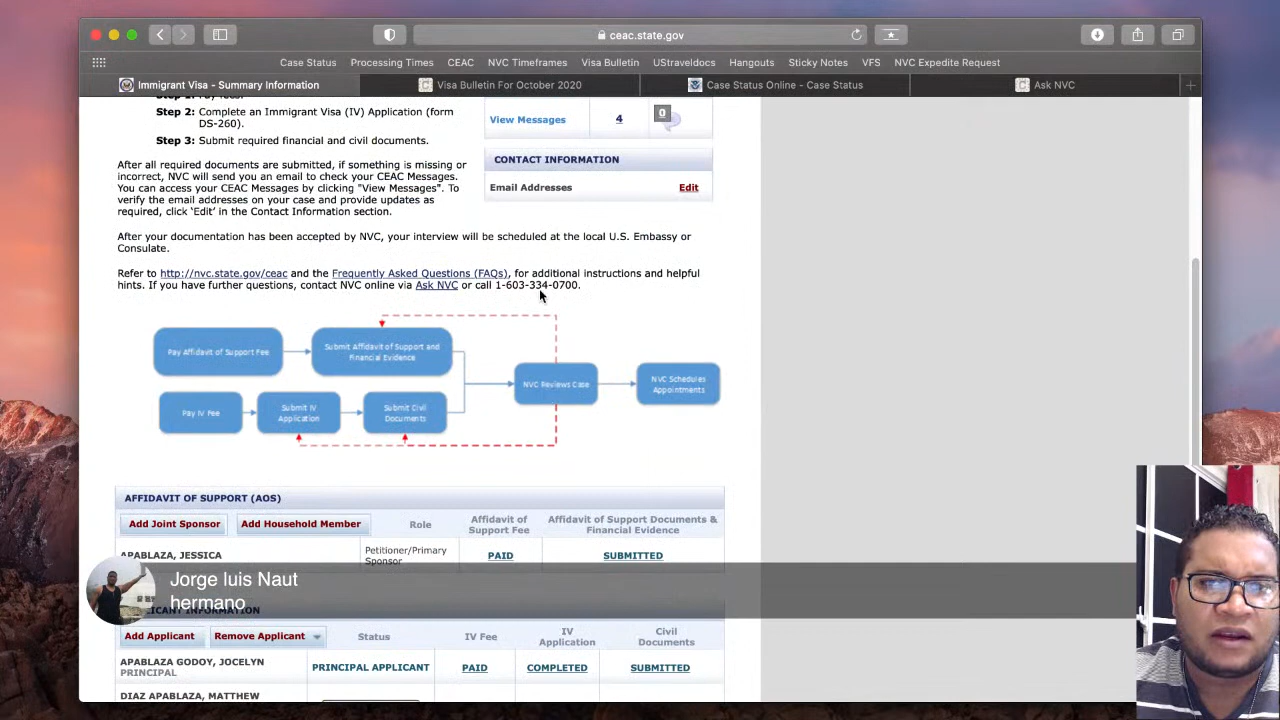 ceac.state.gov
Case Status Processing Times CEAC NVC Timeframes Visa Bulletin UStraveldocs Hangouts Sticky Notes VFS NVC Expedite Request
Immigrant Visa - Summary Information Visa Bulletin For October 2020 Case Status Online - Case Status Ask NVC
Step 2: Complete an Immigrant Visa (IV) Application (form
DS-260).
Step 3: Submit required financial and civil documents.
After all required documents are submitted, if something is missing or
incorrect, NVC will send you an email to check your CEAC Messages.
You can access your CEAC Messages by clicking "View Messages". To
verify the email addresses on your case and provide updates as
required, click 'Edit' in the Contact Information section.
View Messages 4 0
CONTACT INFORMATION
Email Addresses Edit
After your documentation has been accepted by NVC, your interview will be scheduled at the local U.S. Embassy or
Consulate.
Refer to http://nvc.state.gov/ceac and the Frequently Asked Questions (FAQs), for additional instructions and helpful
hints. If you have further questions, contact NVC online via Ask NVC or call 1-603-334-0700.
Pay Affidavit of Support Fee
Submit Affidavit of Support and
Financial Evidence
Pay IV Fee
Submit IV
Application
Submit Civil
Documents
NVC Reviews Case
NVC Schedules
Appointments
AFFIDAVIT OF SUPPORT (AOS)
Add Joint Sponsor Add Household Member Role
Affidavit of
Support Fee
Affidavit of Support Documents &
Financial Evidence
APABLAZA, JESSICA
Petitioner/Primary
Sponsor
PAID SUBMITTED
Jorge luis Naut
hermano
Add Applicant Remove Applicant Status IV Fee
IV
Application
Civil
Documents
APABLAZA GODOY, JOCELYN
PRINCIPAL
PRINCIPAL APPLICANT PAID COMPLETED SUBMITTED
DIAZ APABLAZA, MATTHEW